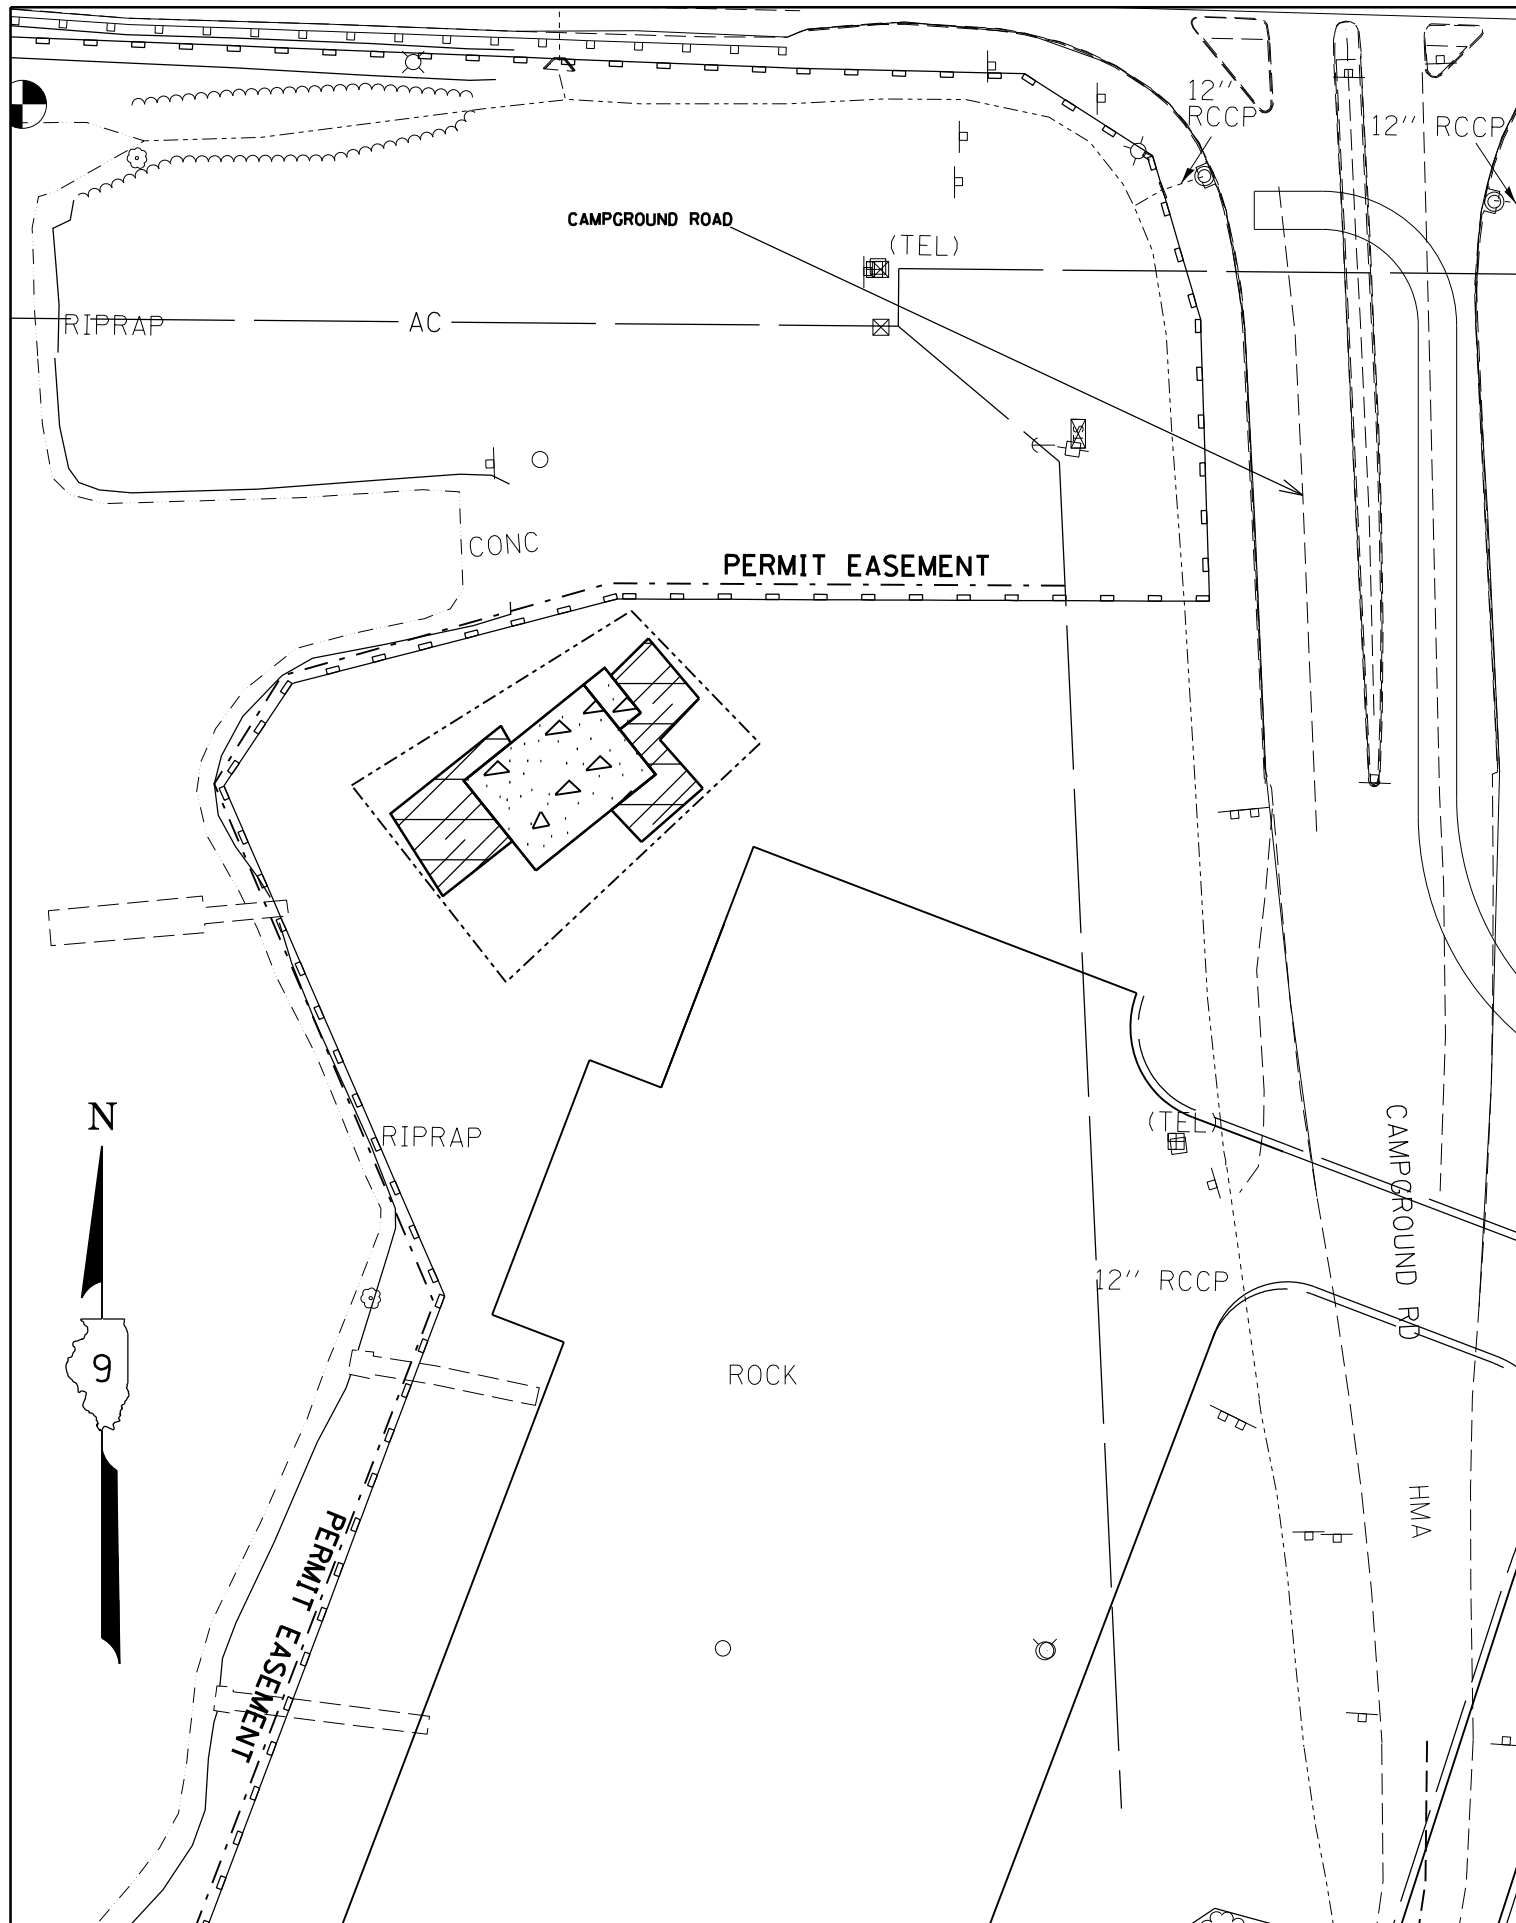 12"
RCCP
12" RCCP
CAMPGROUND ROAD
(TEL)
RIPRAP
AC
CONC
PERMIT EASEMENT
N
RIPRAP
(TEL)
CAMPGROUND RD
12" RCCP
9
ROCK
HMA
PERMIT EASEMENT